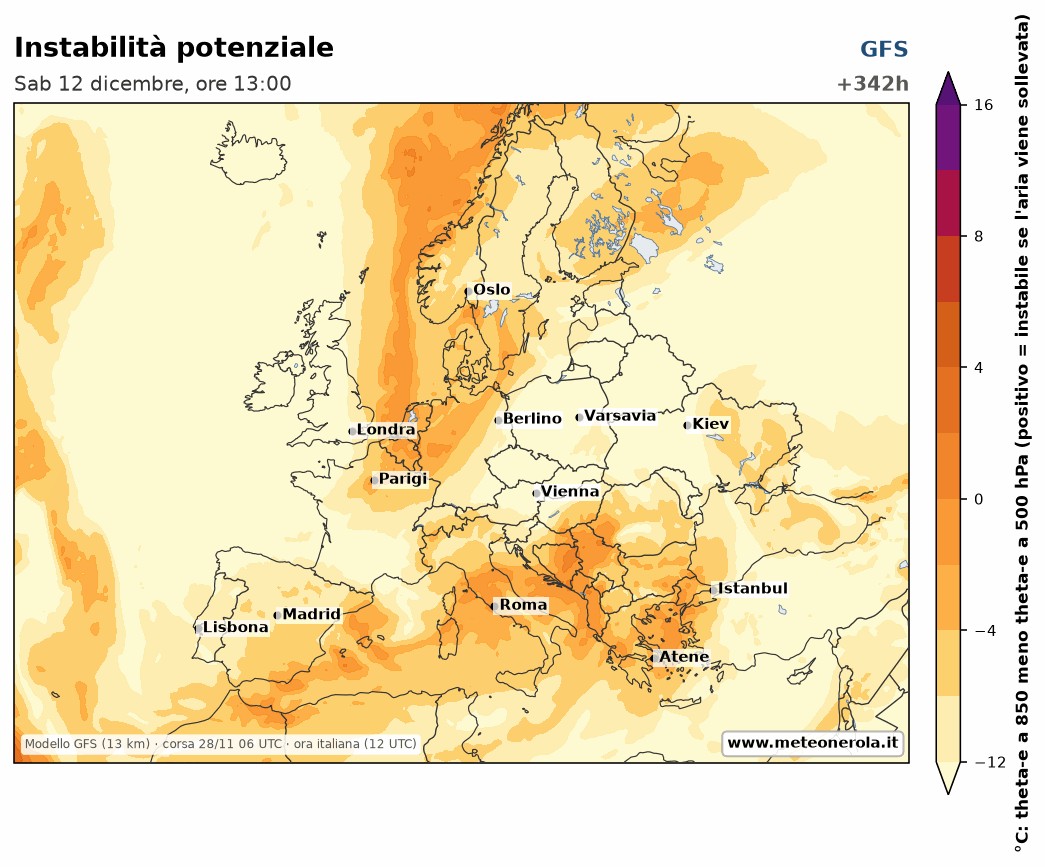 Instabilità potenziale
GFS
Sab 12 dicembre, ore 13:00
+342h
Oslo
Londra
Berlino
Varsavia
Kiev
Parigi
Vienna
Istanbul
Roma
Madrid
Lisbona
Atene
Modello GFS (13 km) · corsa 28/11 06 UTC · ora italiana (12 UTC)
www.meteonerola.it
16
8
4
0
−4
−12
°C: theta-e a 850 meno theta-e a 500 hPa (positivo = instabile se l'aria viene sollevata)